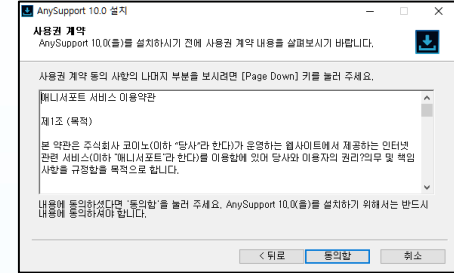 AnySupport 10.0 설치
사용권 계약
AnySupport 10.0(을)를 설치하시기 전에 사용권 계약 내용을 살펴보시기 바랍니다.
사용권 계약 동의 사항의 나머지 부분을 보시려면 [Page Down] 키를 눌러 주세요.
애니서포트 서비스 이용약관
제1조 (목적)
본 약관은 주식회사 코이노(이하 "당사"라 한다)가 운영하는 웹사이트에서 제공하는 인터넷
관련 서비스(이하 "애니서포트"라 한다)를 이용함에 있어 당사와 이용자의 권리?의무 및 책임
사항을 규정함을 목적으로 합니다.
내용에 동의하셨다면 '동의함'을 눌러 주세요. AnySupport 10.0(을)를 설치하기 위해서는 반드시
내용에 동의하셔야 합니다.
< 뒤로
동의함
취소